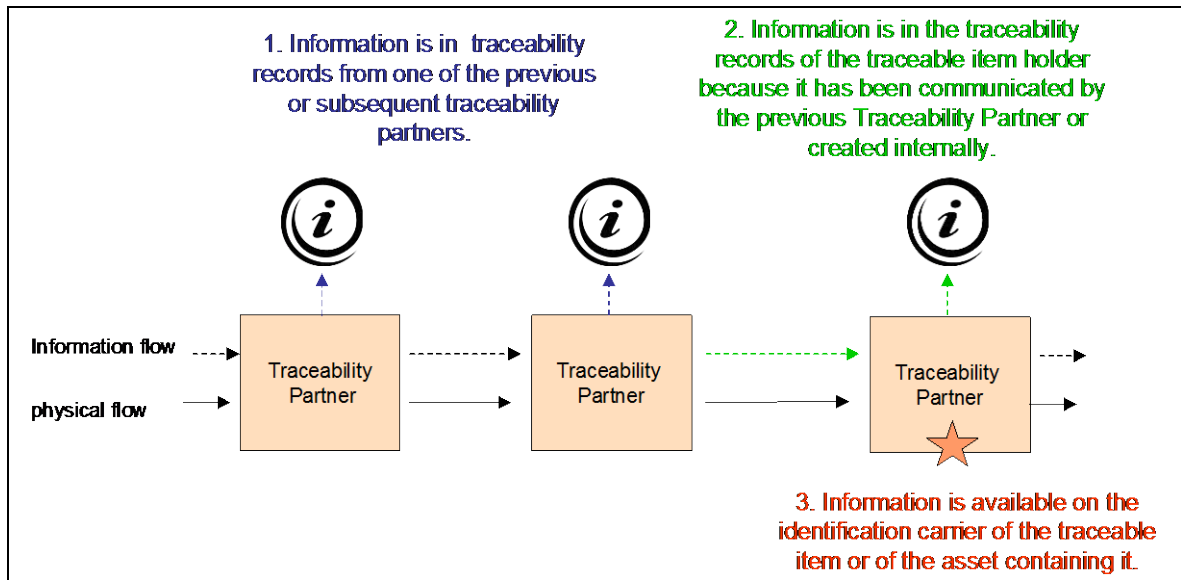 1. Information is in traceability
records from one of the previous
or subsequent traceability
partners.
2. Information is in the traceability
records of the traceable item holder
because it has been communicated by
the previous Traceability Partner or
created internally.
i
i
i
Information flow
physical flow
Traceability
Partner
Traceability
Partner
Traceability
Partner
3. Information is available on the
identification carrier of the traceable
item or of the asset containing it.